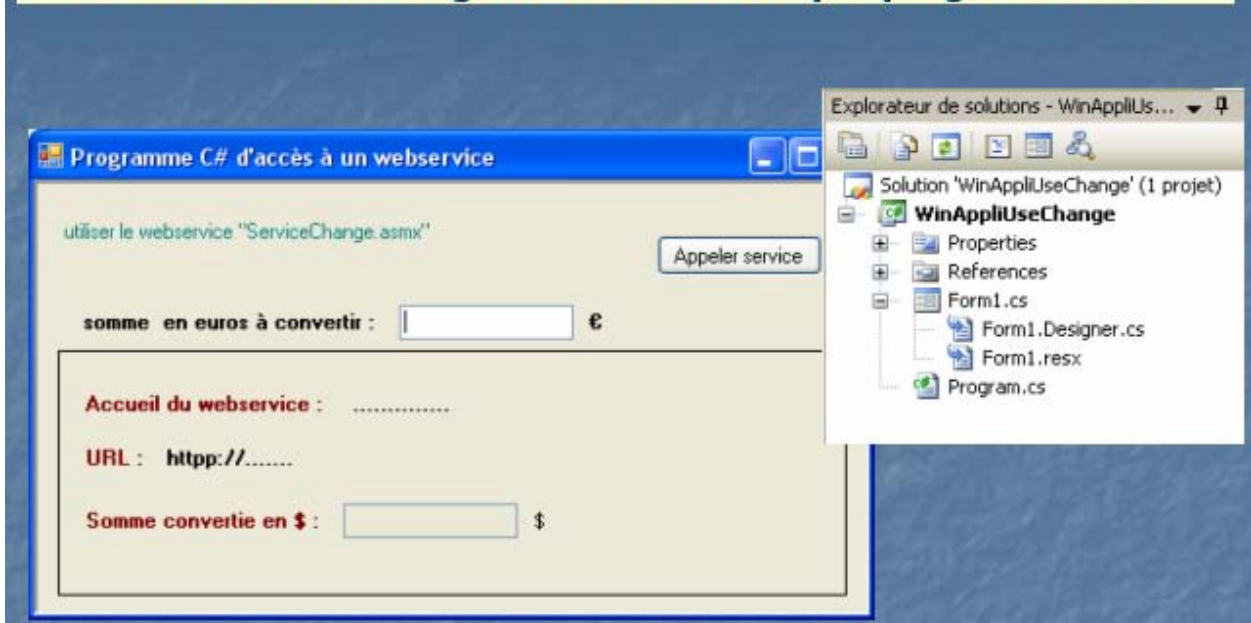 Programme C# d'accès à un webservice
utiliser le webservice "ServiceChange.asmx"
Appeler service
somme en euros à convertir : €
Accueil du webservice : ..............
URL : httpp://.......
Somme convertie en $ : $
Explorateur de solutions - WinAppliUs...
Solution 'WinAppliUseChange' (1 projet)
WinAppliUseChange
Properties
References
Form1.cs
Form1.Designer.cs
Form1.resx
Program.cs